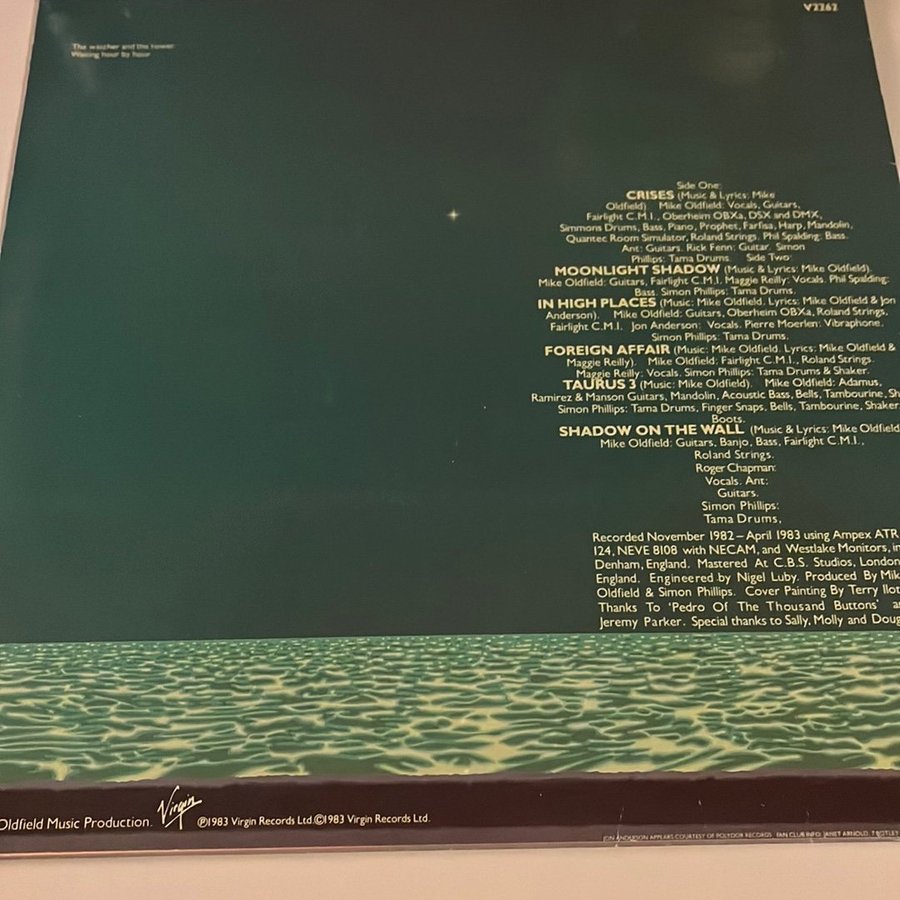 V2262
The watcher and the tower
Waiting hour by hour
Side One:
CRISES (Music & Lyrics: Mike
Oldfield). Mike Oldfield: Vocals, Guitars,
Fairlight C.M.I., Oberheim OBXa, DSX and DMX,
Simmons Drums, Bass, Piano, Prophet, Farfisa, Harp, Mandolin,
Quantec Room Simulator, Roland Strings. Phil Spalding: Bass.
Ant: Guitars. Rick Fenn: Guitar. Simon
Phillips: Tama Drums. Side Two:
MOONLIGHT SHADOW (Music & Lyrics: Mike Oldfield).
Mike Oldfield: Guitars, Fairlight C.M.I. Maggie Reilly: Vocals. Phil Spalding:
Bass. Simon Phillips: Tama Drums.
IN HIGH PLACES (Music: Mike Oldfield. Lyrics: Mike Oldfield & Jon
Anderson). Mike Oldfield: Guitars, Oberheim OBXa, Roland Strings,
Fairlight C.M.I. Jon Anderson: Vocals. Pierre Moerlen: Vibraphone.
Simon Phillips: Tama Drums.
FOREIGN AFFAIR (Music: Mike Oldfield. Lyrics: Mike Oldfield &
Maggie Reilly). Mike Oldfield: Fairlight C.M.I., Roland Strings.
Maggie Reilly: Vocals. Simon Phillips: Tama Drums & Shaker.
TAURUS 3 (Music: Mike Oldfield). Mike Oldfield: Adamus,
Ramirez & Manson Guitars, Mandolin, Acoustic Bass, Bells, Tambourine, Sh
Simon Phillips: Tama Drums, Finger Snaps, Bells, Tambourine, Shaker
Boots.
SHADOW ON THE WALL (Music & Lyrics: Mike Oldfield
Mike Oldfield: Guitars, Banjo, Bass, Fairlight C.M.I.,
Roland Strings.
Roger Chapman:
Vocals. Ant:
Guitars.
Simon Phillips:
Tama Drums,
Recorded November 1982–April 1983 using Ampex ATR
124, NEVE 8108 with NECAM, and Westlake Monitors, in
Denham, England. Mastered At C.B.S. Studios, London
England. Engineered by Nigel Luby. Produced By Mik
Oldfield & Simon Phillips. Cover Painting By Terry Ilot
Thanks To 'Pedro Of The Thousand Buttons' a
Jeremy Parker. Special thanks to Sally, Molly and Doug
Oldfield Music Production. Virgin ℗1983 Virgin Records Ltd.©1983 Virgin Records Ltd.
JON ANDERSON APPEARS COURTESY OF POLYDOR RECORDS. FAN CLUB INFO: JANET ARNOLD,